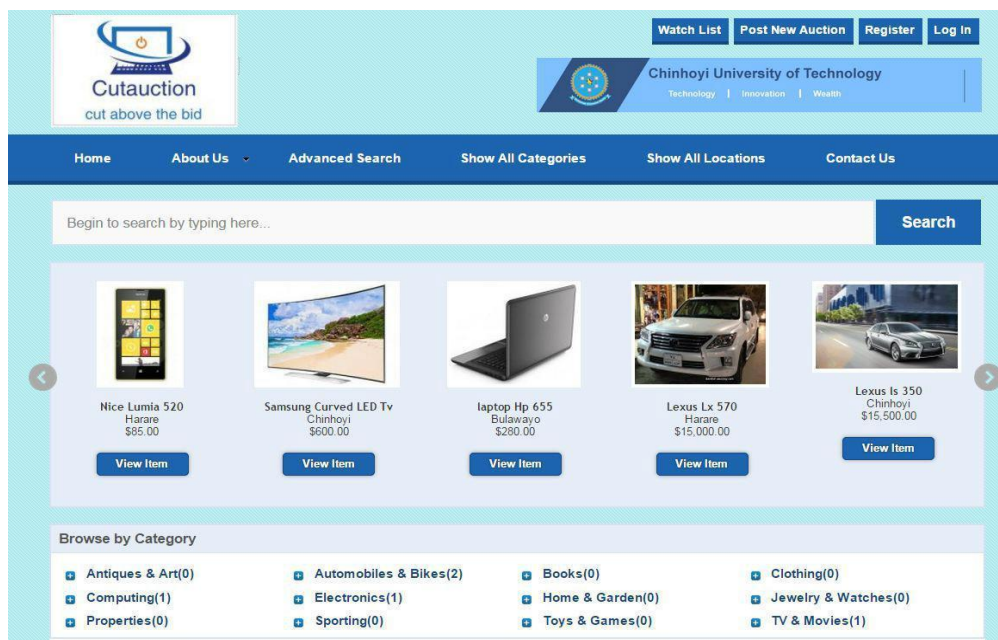 Cutauction
cut above the bid
Watch List Post New Auction Register Log In
Chinhoyi University of Technology
Technology | Innovation | Wealth
Home About Us Advanced Search Show All Categories Show All Locations Contact Us
Begin to search by typing here...
Search
Nice Lumia 520
Harare
$85.00
View Item
Samsung Curved LED Tv
Chinhoyi
$600.00
View Item
laptop Hp 655
Bulawayo
$280.00
View Item
Lexus Lx 570
Harare
$15,000.00
View Item
Lexus ls 350
Chinhoyi
$15,500.00
View Item
Browse by Category
Antiques & Art(0) Automobiles & Bikes(2) Books(0) Clothing(0)
Computing(1) Electronics(1) Home & Garden(0) Jewelry & Watches(0)
Properties(0) Sporting(0) Toys & Games(0) TV & Movies(1)